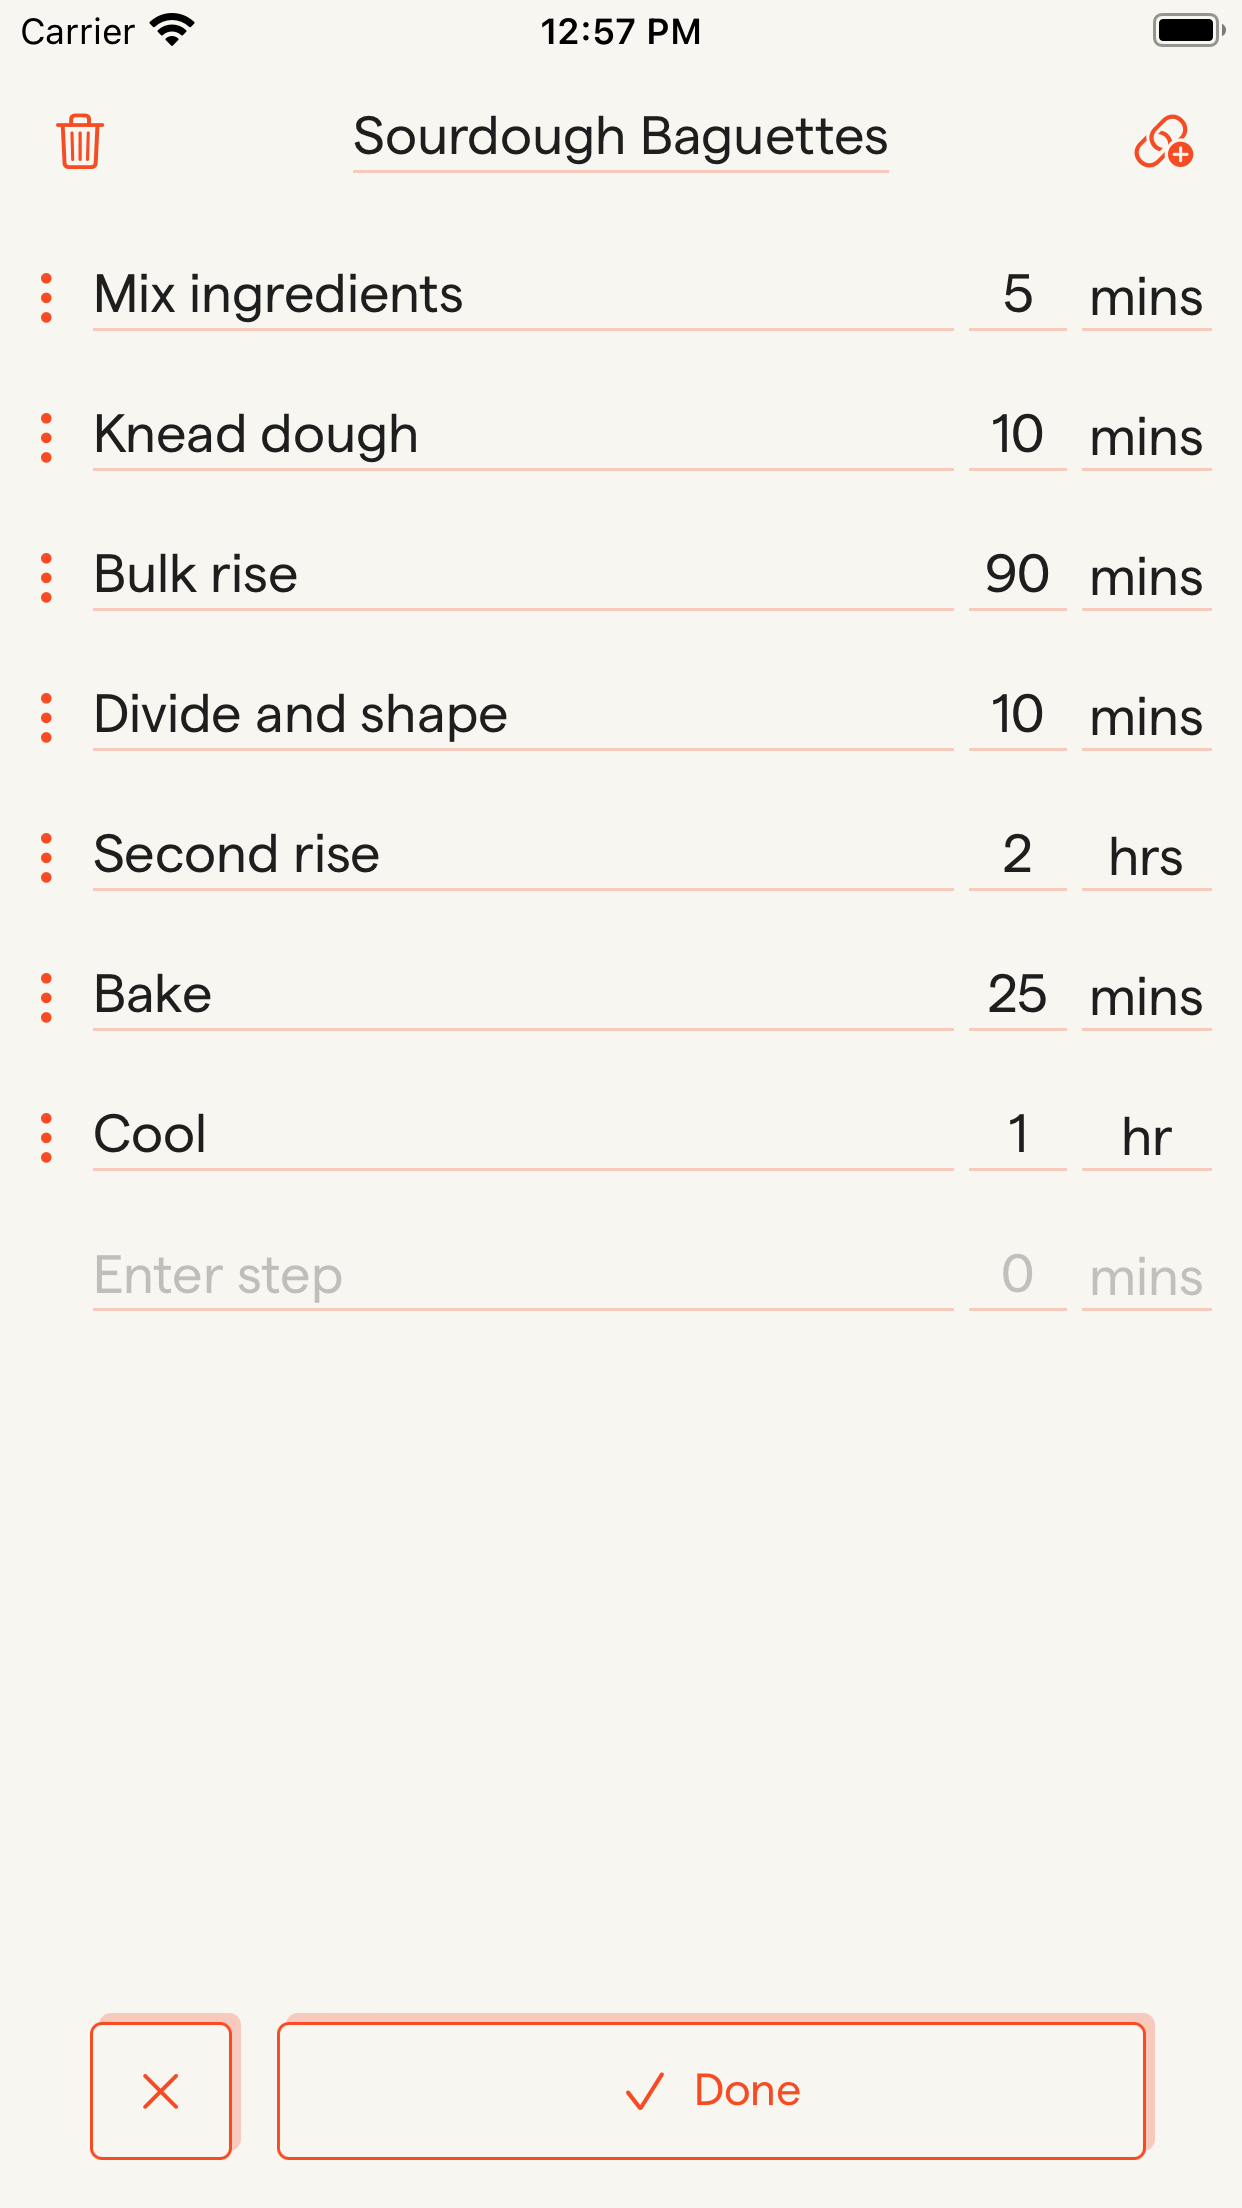 Carrier 12:57 PM
Sourdough Baguettes
Mix ingredients 5 mins
Knead dough 10 mins
Bulk rise 90 mins
Divide and shape 10 mins
Second rise 2 hrs
Bake 25 mins
Cool 1 hr
Enter step 0 mins
Done